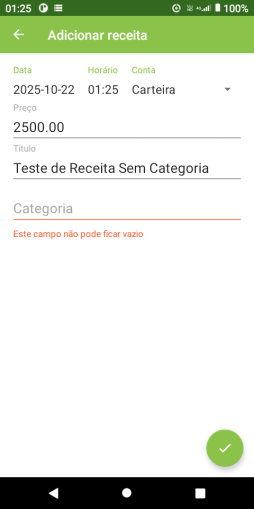 01:25
100%
Adicionar receita
Data Horário Conta
2025-10-22 01:25 Carteira
Preço
2500.00
Título
Teste de Receita Sem Categoria
Categoria
Este campo não pode ficar vazio